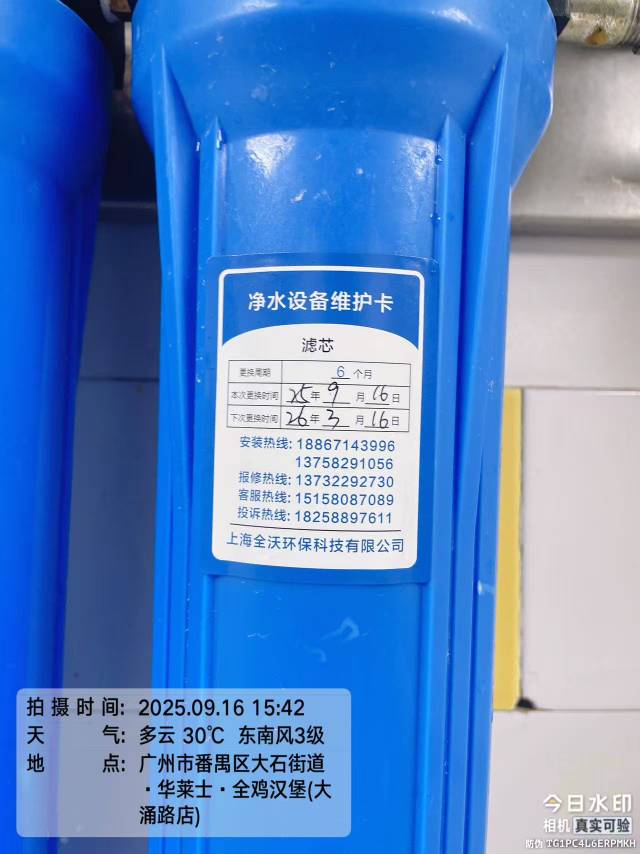 净水设备维护卡
滤芯
更换周期 6 个月
本次更换时间 25年 9 月 16 日
下次更换时间 26年 3 月 16 日
安装热线: 18867143996
13758291056
报修热线: 13732292730
客服热线: 15158087089
投诉热线: 18258897611
上海全沃环保科技有限公司
拍摄时间: 2025.09.16 15:42
天气: 多云 30℃ 东南风3级
地点: 广州市番禺区大石街道
·华莱士·全鸡汉堡(大
涌路店)
今日水印
相机 真实可验
防伪 TG1PC4L6ERPMKH